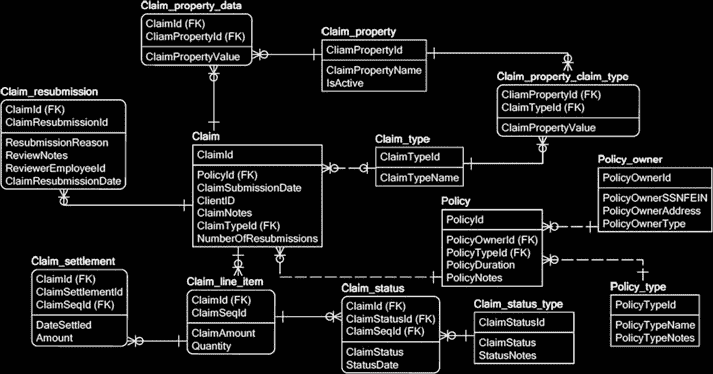 Claim_property_data
ClaimId (FK)
CliamPropertyId (FK)
ClaimPropertyValue
Claim_property
CliamPropertyId
ClaimPropertyName
IsActive
Claim_property_claim_type
CliamPropertyId (FK)
ClaimTypeId (FK)
ClaimPropertyValue
Claim_resubmission
ClaimId (FK)
ClaimResubmissionId
ResubmissionReason
ReviewNotes
ReviewerEmployeeId
ClaimResubmissionDate
Claim
ClaimId
PolicyId (FK)
ClaimSubmissionDate
ClientID
ClaimNotes
ClaimTypeId (FK)
NumberOfResubmissions
Claim_type
ClaimTypeId
ClaimTypeName
Policy_owner
PolicyOwnerId
PolicyOwnerSSNFEIN
PolicyOwnerAddress
PolicyOwnerType
Policy
PolicyId
PolicyOwnerId (FK)
PolicyTypeId (FK)
PolicyDuration
PolicyNotes
Claim_settlement
ClaimId (FK)
ClaimSettlementId
ClaimSeqId (FK)
DateSettled
Amount
Claim_line_item
ClaimId (FK)
ClaimSeqId
ClaimAmount
Quantity
Claim_status
ClaimId (FK)
ClaimStatusId (FK)
ClaimSeqId (FK)
ClaimStatus
StatusDate
Claim_status_type
ClaimStatusId
ClaimStatus
StatusNotes
Policy_type
PolicyTypeId
PolicyTypeName
PolicyTypeNotes